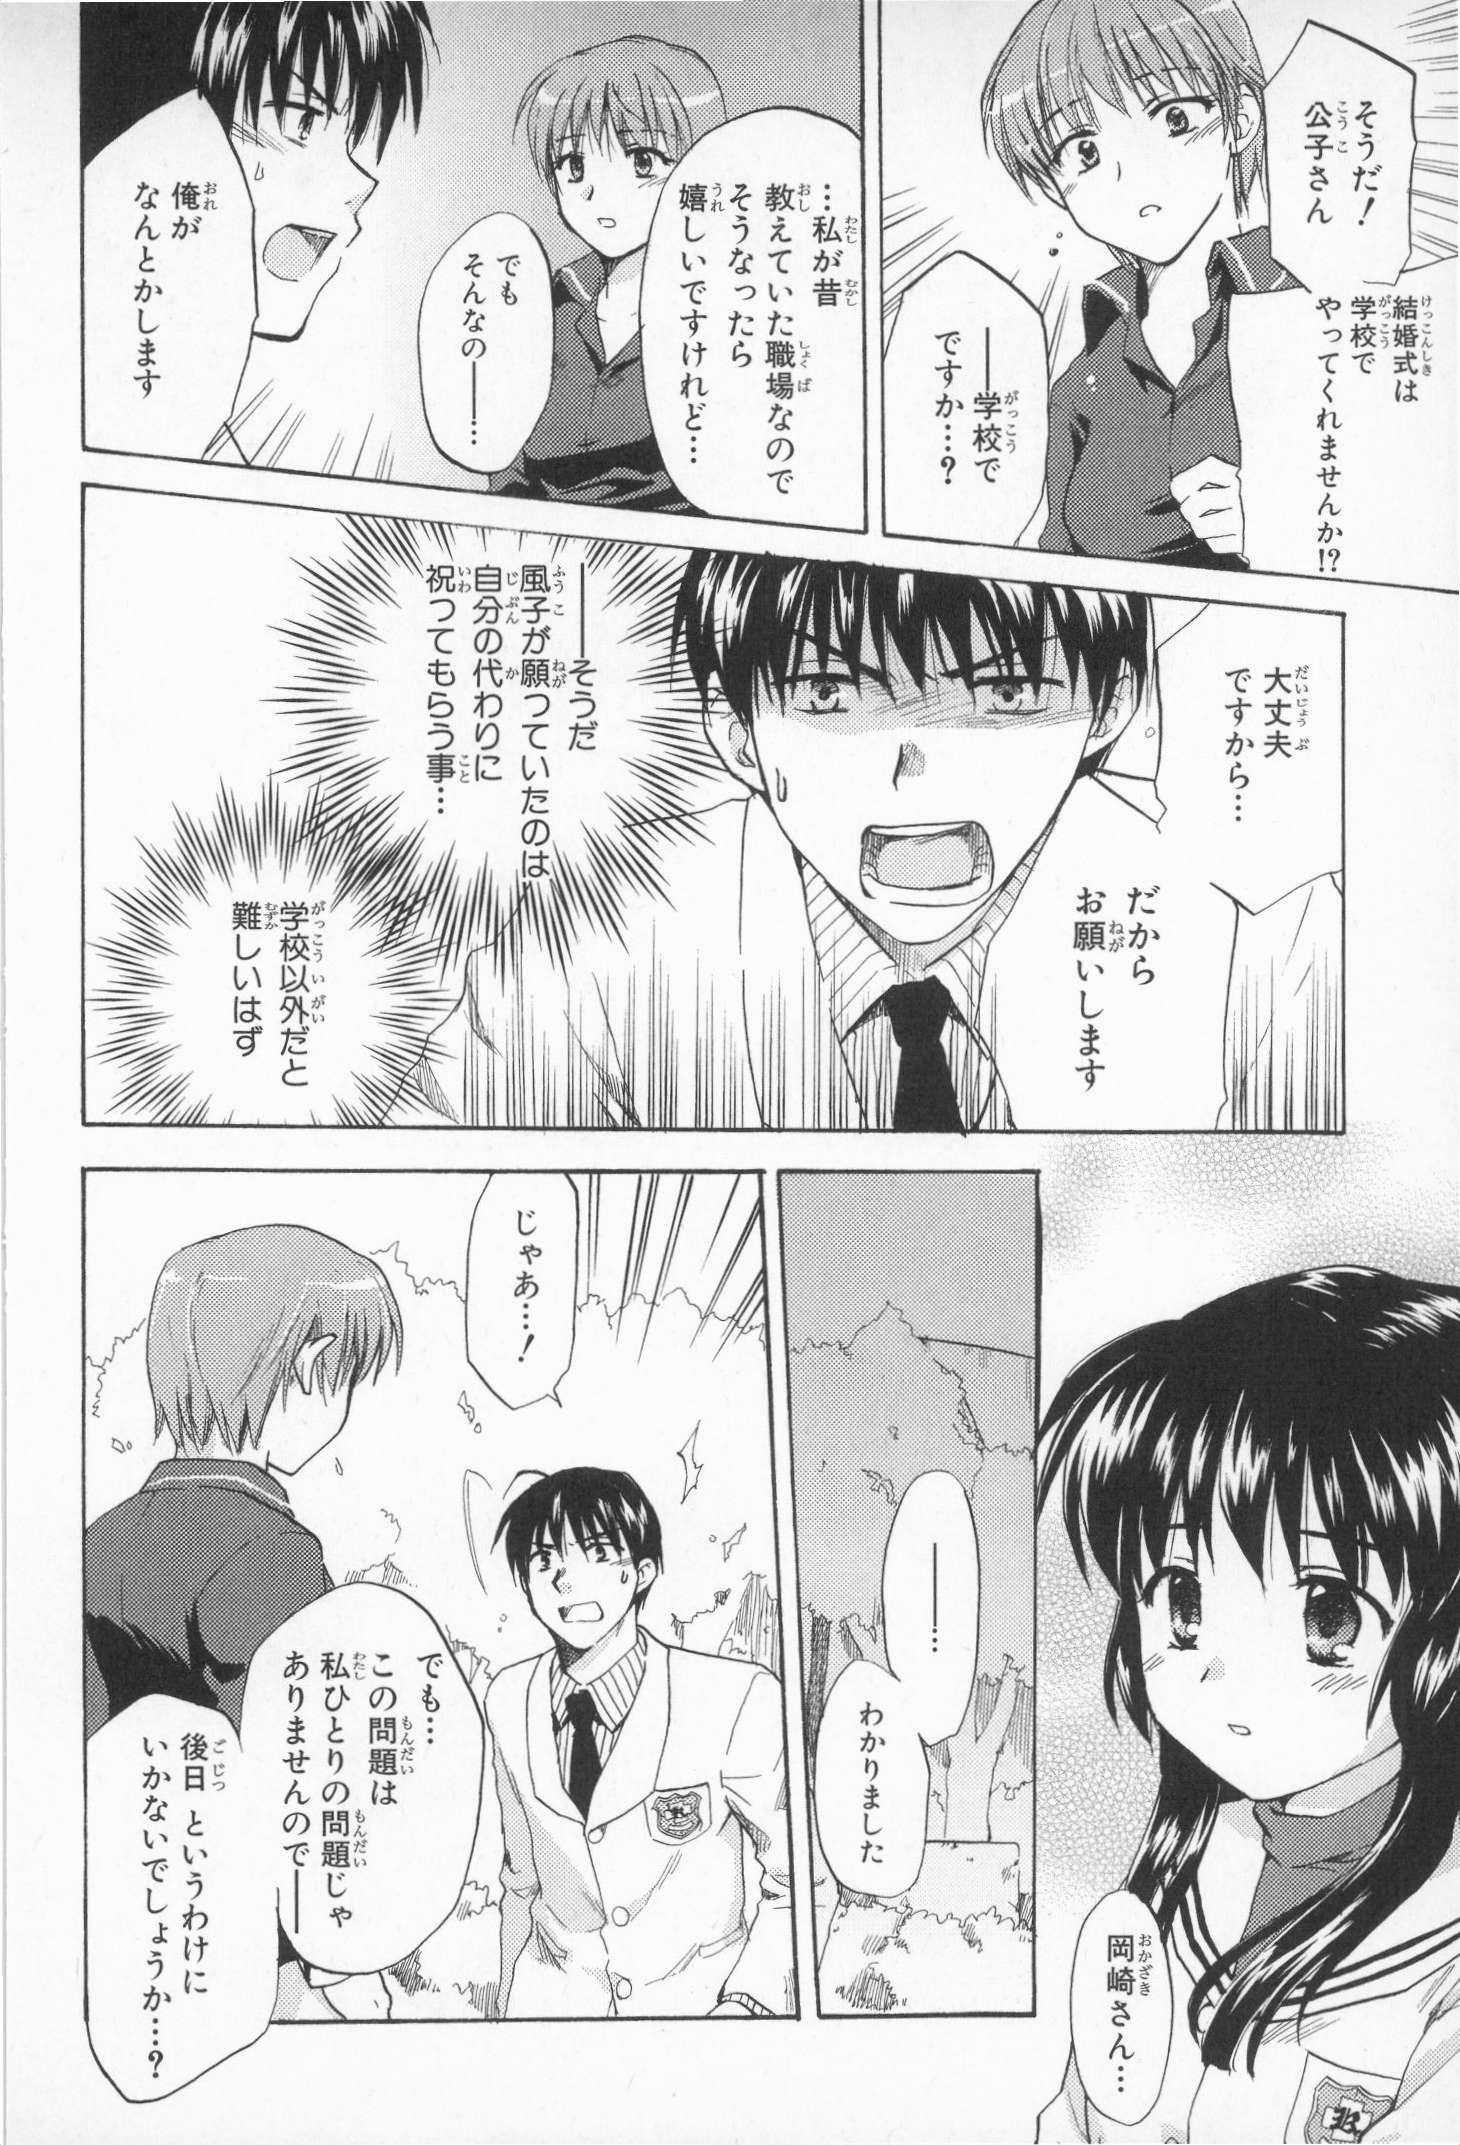 そうだ!
公子さん
結婚式は
学校で
やってくれませんか!?
――学校で
ですか…?
…私が昔
教えていた職場なので
そうなったら
嬉しいですけれど…
でも
そんなの――……
俺が
なんとかします
大丈夫
ですから…
だから
お願いします
――そうだ
風子が願っていたのは
自分の代わりに
祝ってもらう事…
学校以外だと
難しいはず
岡崎さん…
――…
わかりました
じゃあ…!
でも…
この問題は
私ひとりの問題じゃ
ありませんので――
後日というわけに
いかないでしょうか…?